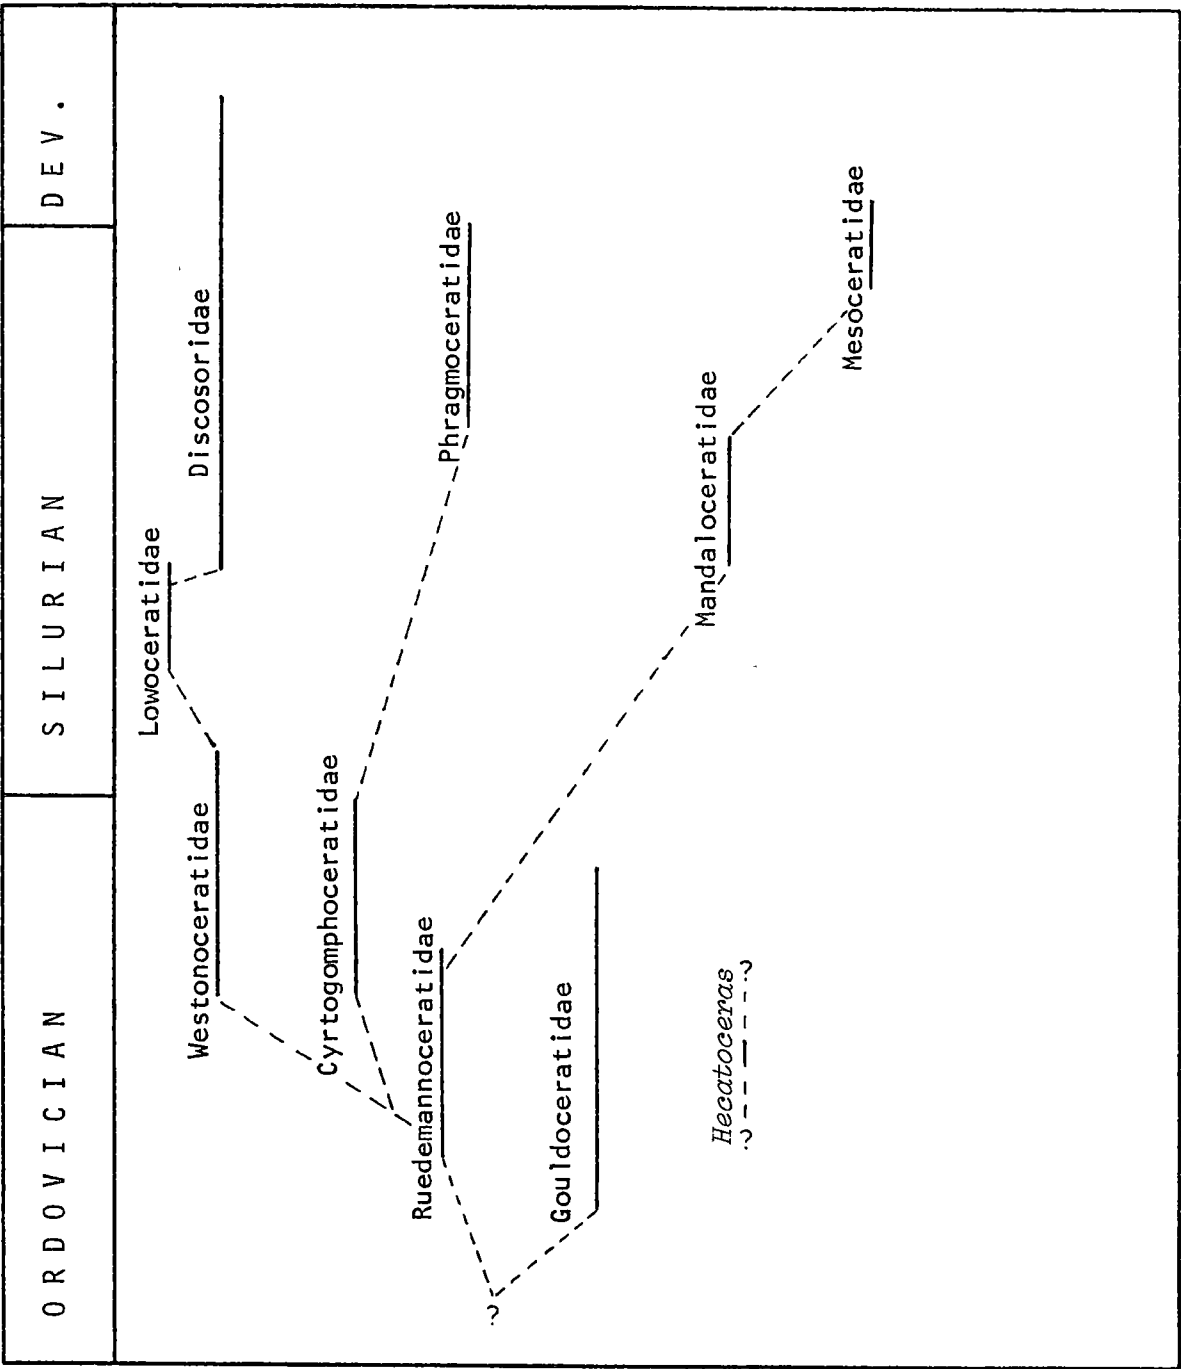 ORDOVICIAN
SILURIAN
DEV.
Lowoceratidae
Westonoceratidae
Discosoridae
Cyrtogomphoceratidae
Ruedemannoceratidae
Phragmoceratidae
?
Gouldoceratidae
Mandaloceratidae
Hecatoceras
? ?
Mesoceratidae